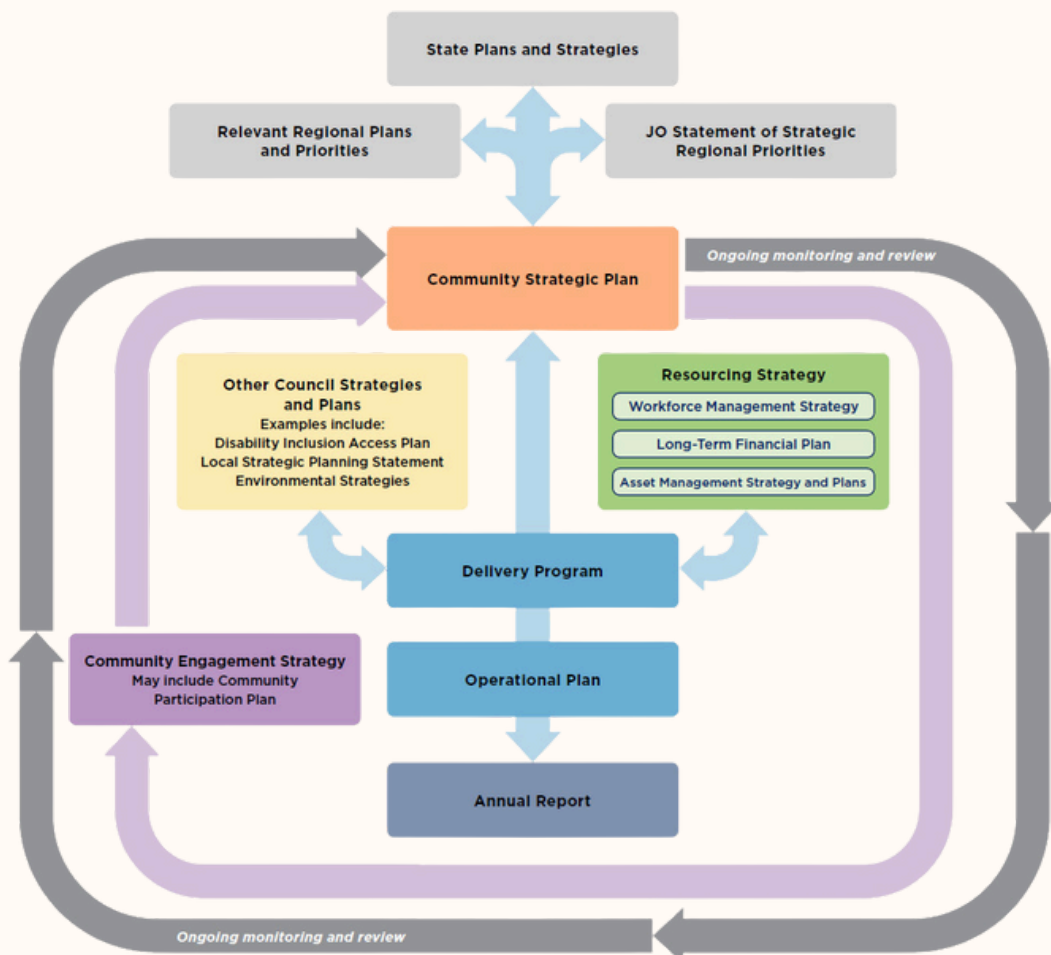 State Plans and Strategies
Relevant Regional Plans
and Priorities
JO Statement of Strategic
Regional Priorities
Community Strategic Plan
Ongoing monitoring and review
Other Council Strategies
and Plans
Examples include:
Disability Inclusion Access Plan
Local Strategic Planning Statement
Environmental Strategies
Resourcing Strategy
Workforce Management Strategy
Long-Term Financial Plan
Asset Management Strategy and Plans
Delivery Program
Community Engagement Strategy
May include Community
Participation Plan
Operational Plan
Annual Report
Ongoing monitoring and review